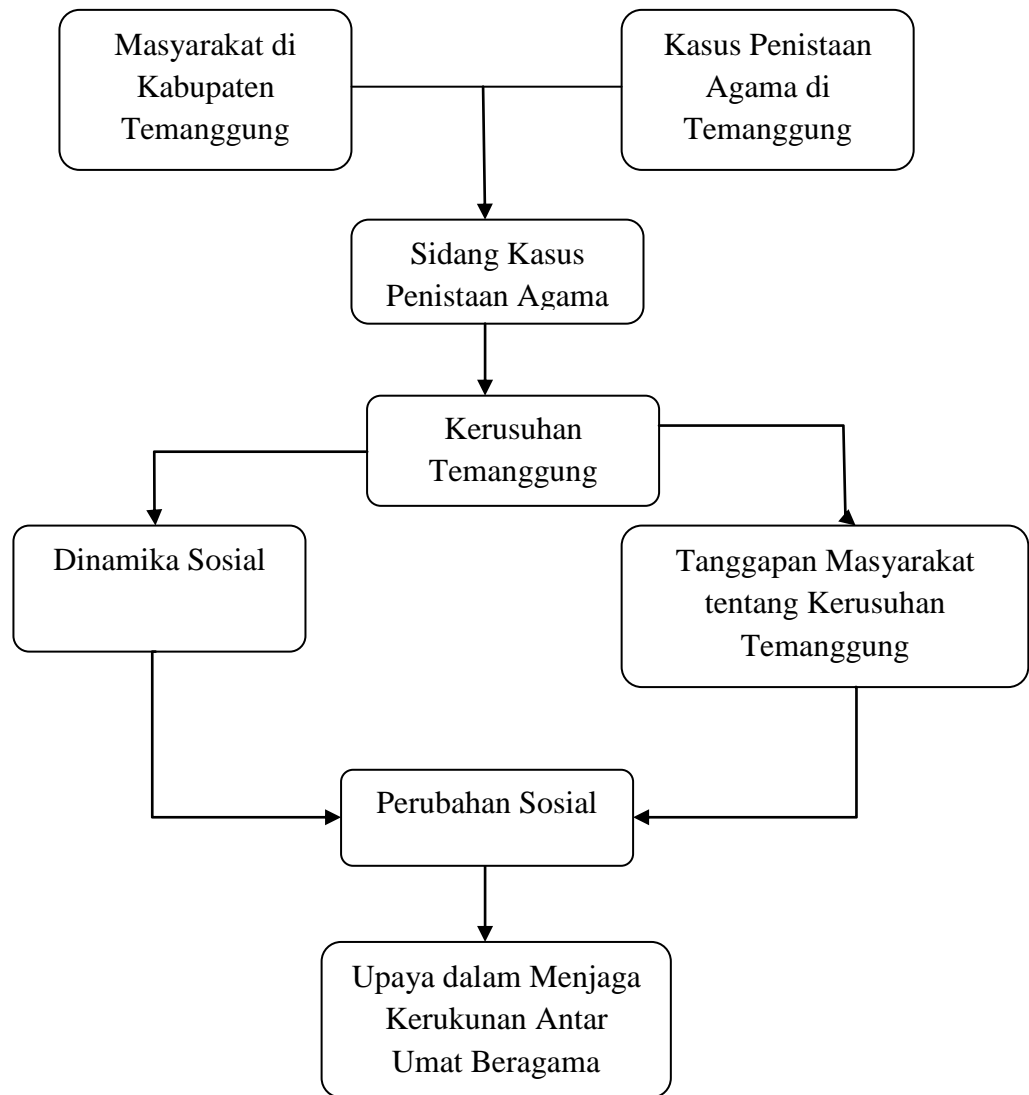 Masyarakat di
Kabupaten
Temanggung
Kasus Penistaan
Agama di
Temanggung
Sidang Kasus
Penistaan Agama
Kerusuhan
Temanggung
Dinamika Sosial
Tanggapan Masyarakat
tentang Kerusuhan
Temanggung
Perubahan Sosial
Upaya dalam Menjaga
Kerukunan Antar
Umat Beragama